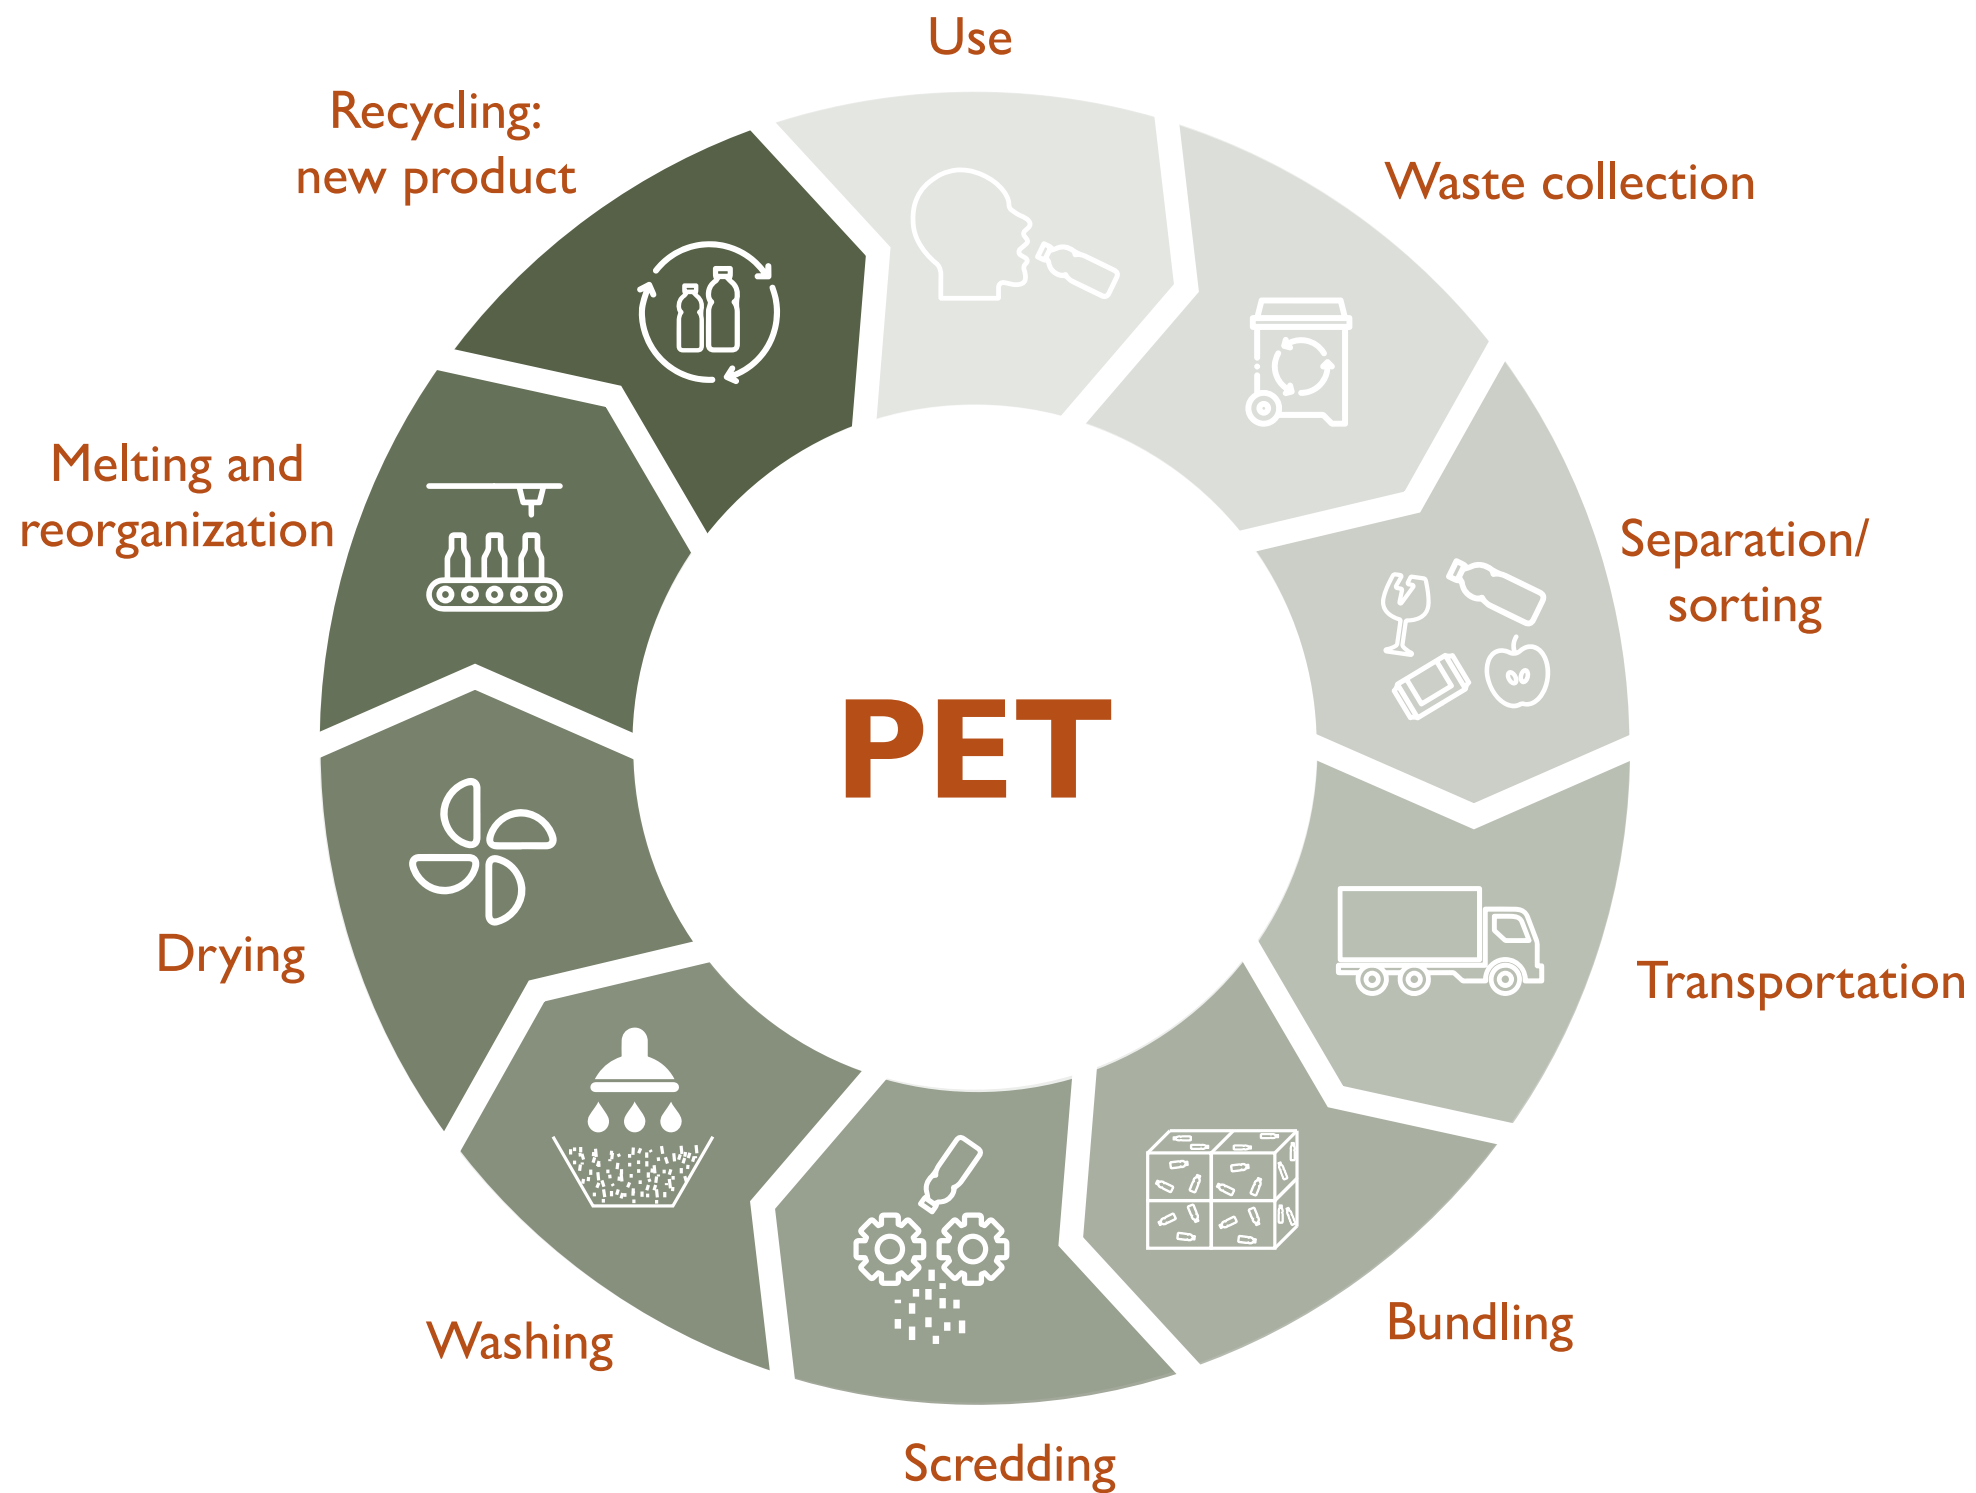 Use
Waste collection
Separation/
sorting
Transportation
Bundling
Scredding
Washing
Drying
Melting and
reorganization
Recycling:
new product
PET